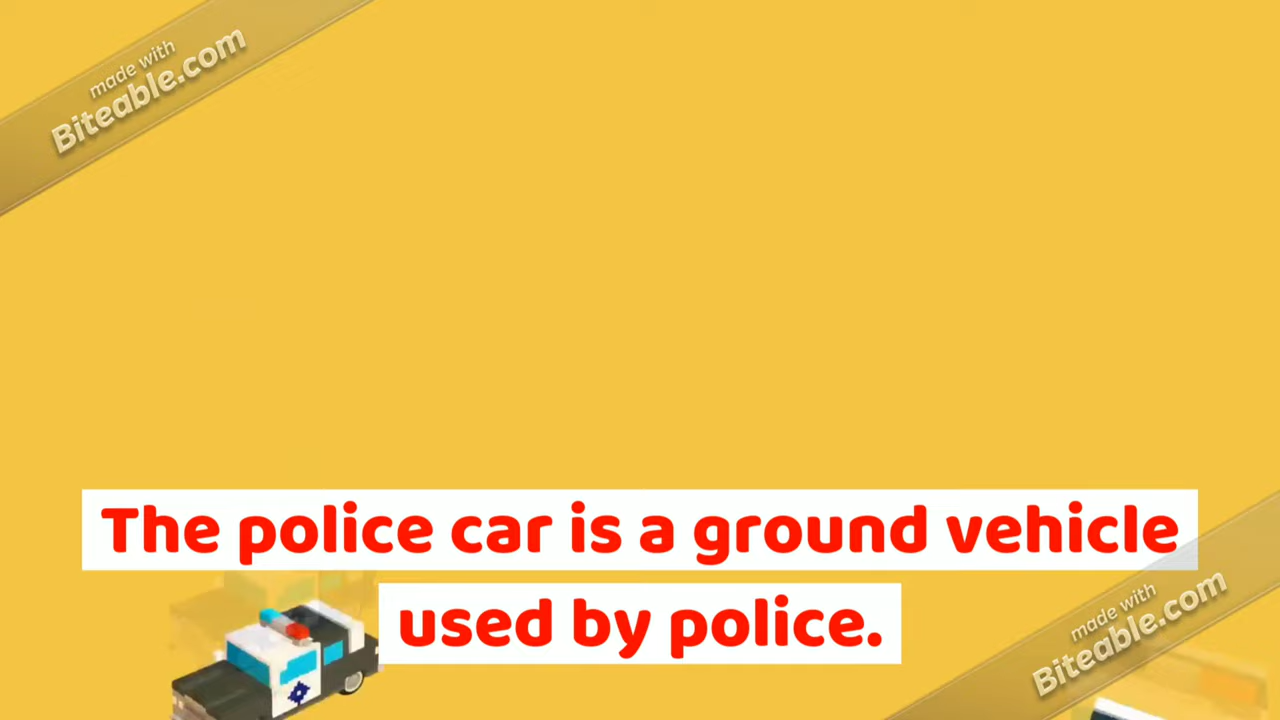 made with
Biteable.com
The police car is a ground vehicle
used by police.
made with
Biteable.com